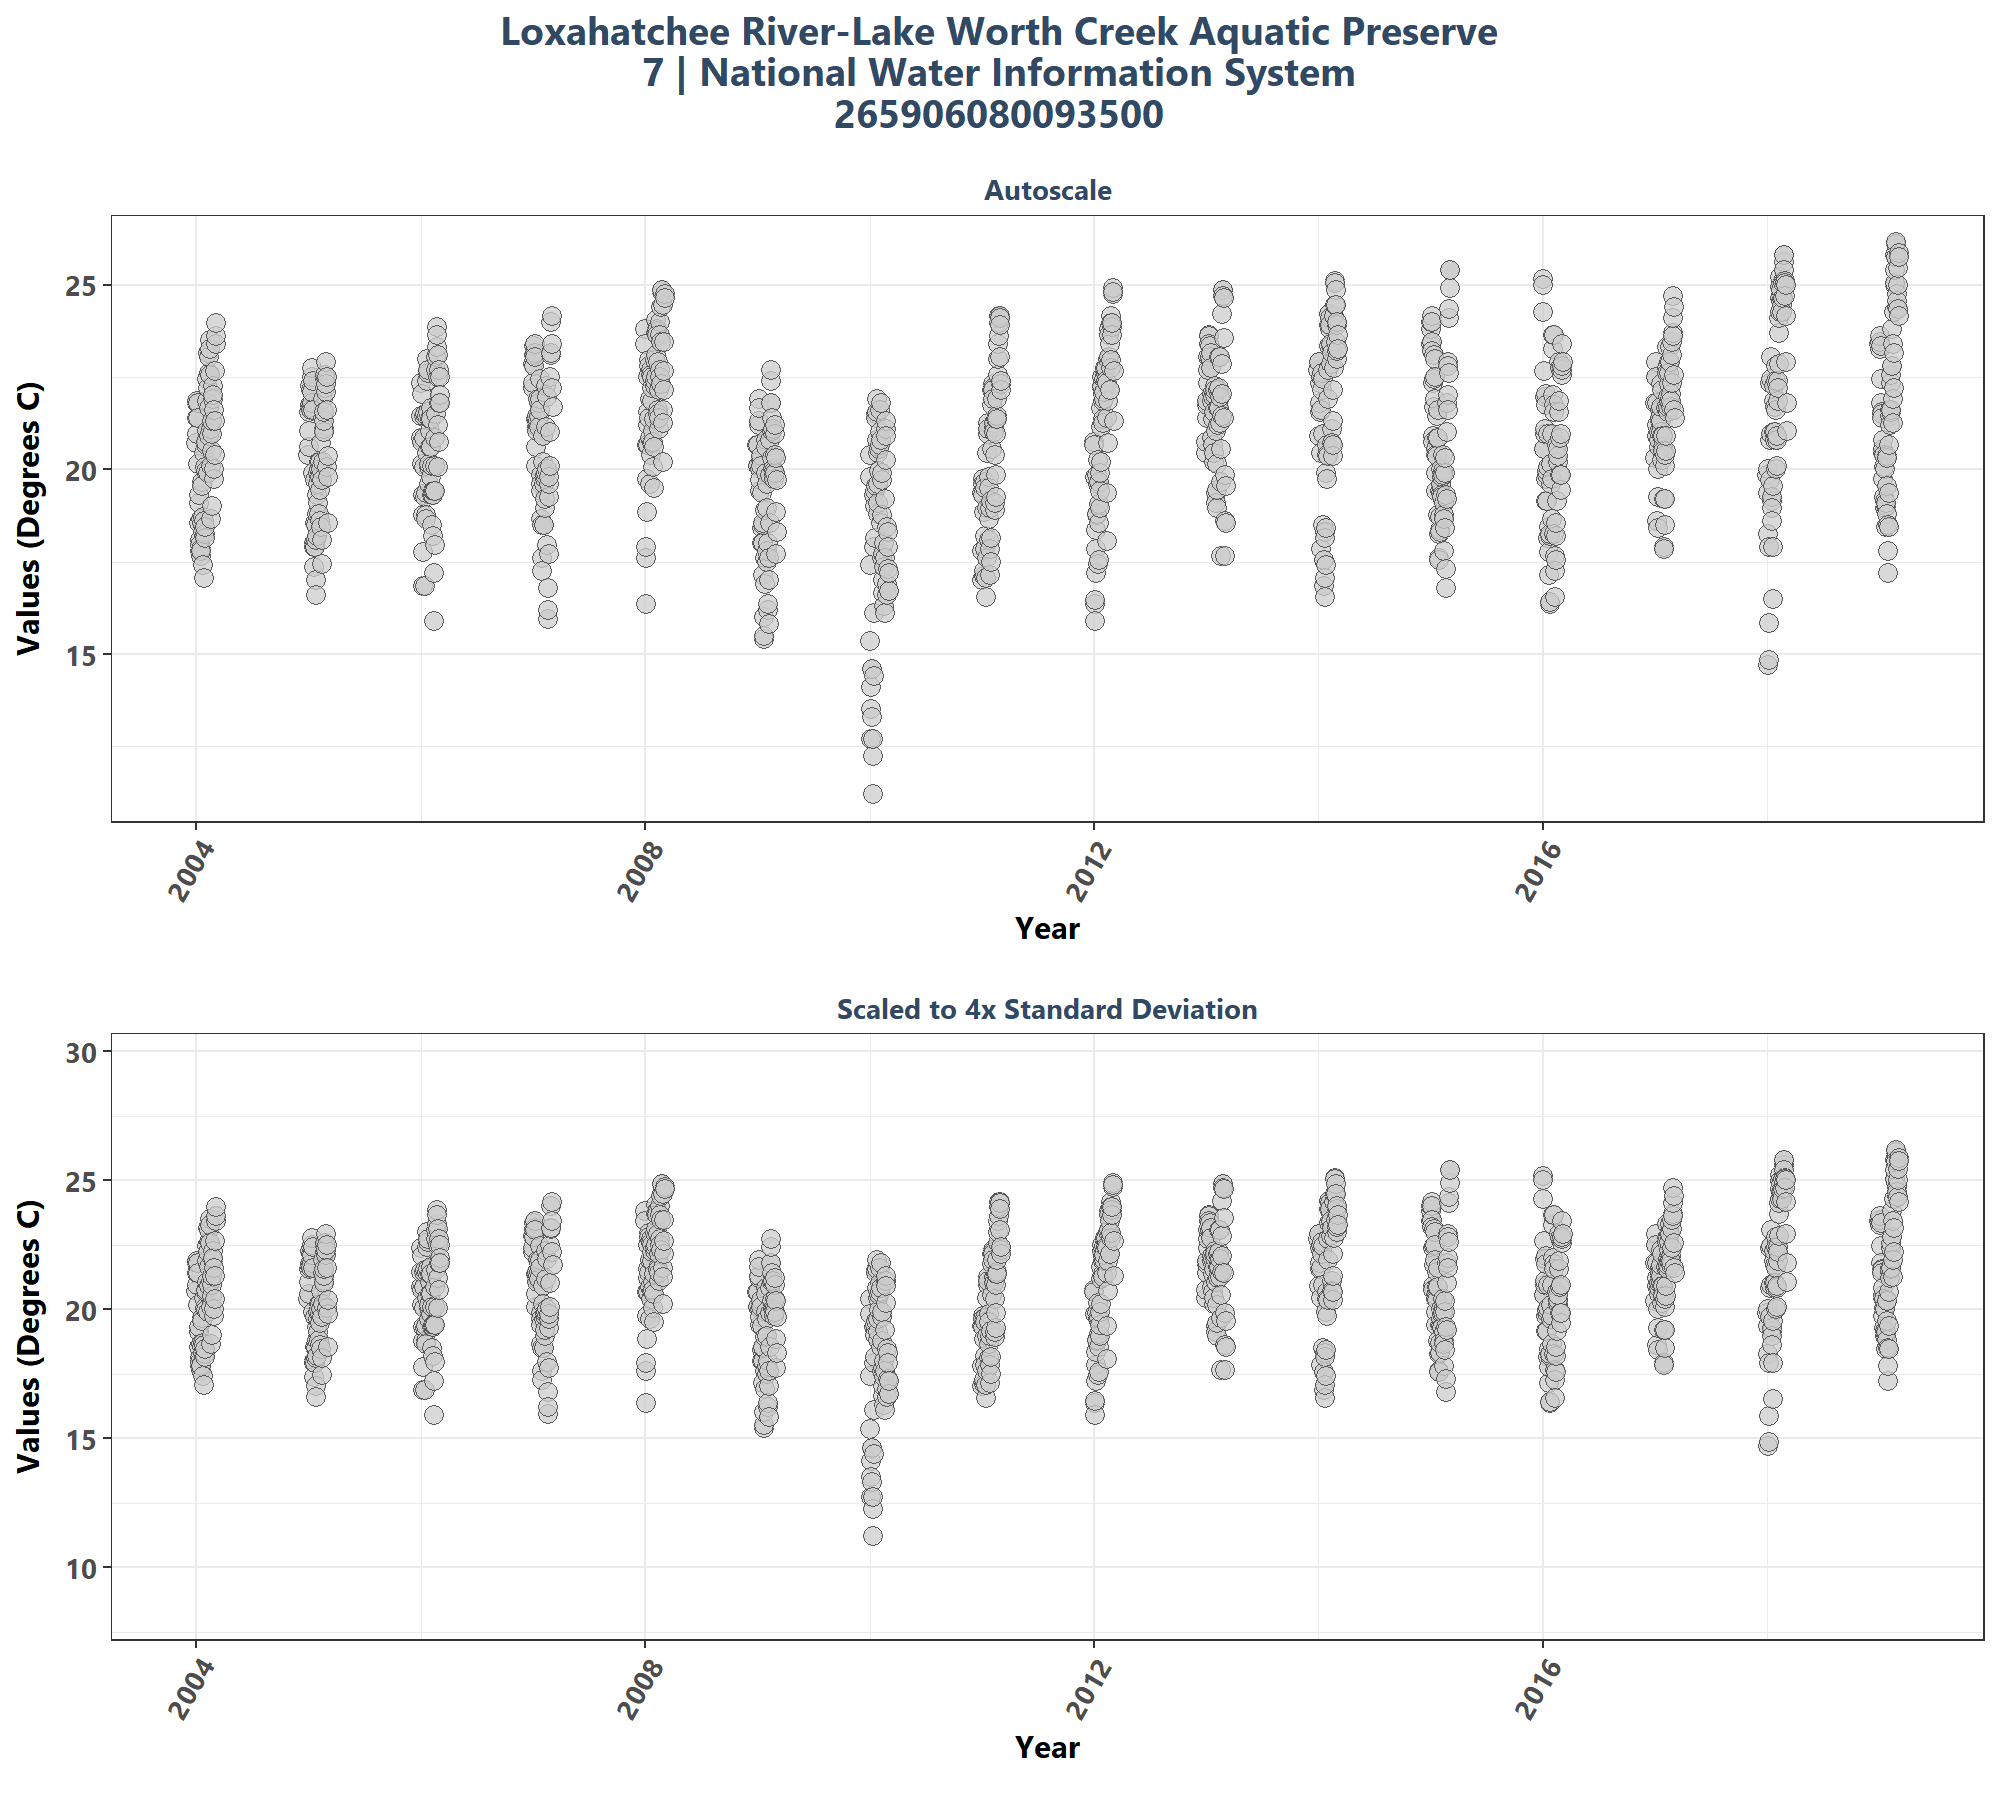 Loxahatchee River-Lake Worth Creek Aquatic Preserve
7 | National Water Information System
265906080093500
Autoscale
Values (Degrees C)
25
20
15
2004
2008
2012
2016
Year
Scaled to 4x Standard Deviation
Values (Degrees C)
30
25
20
15
10
2004
2008
2012
2016
Year